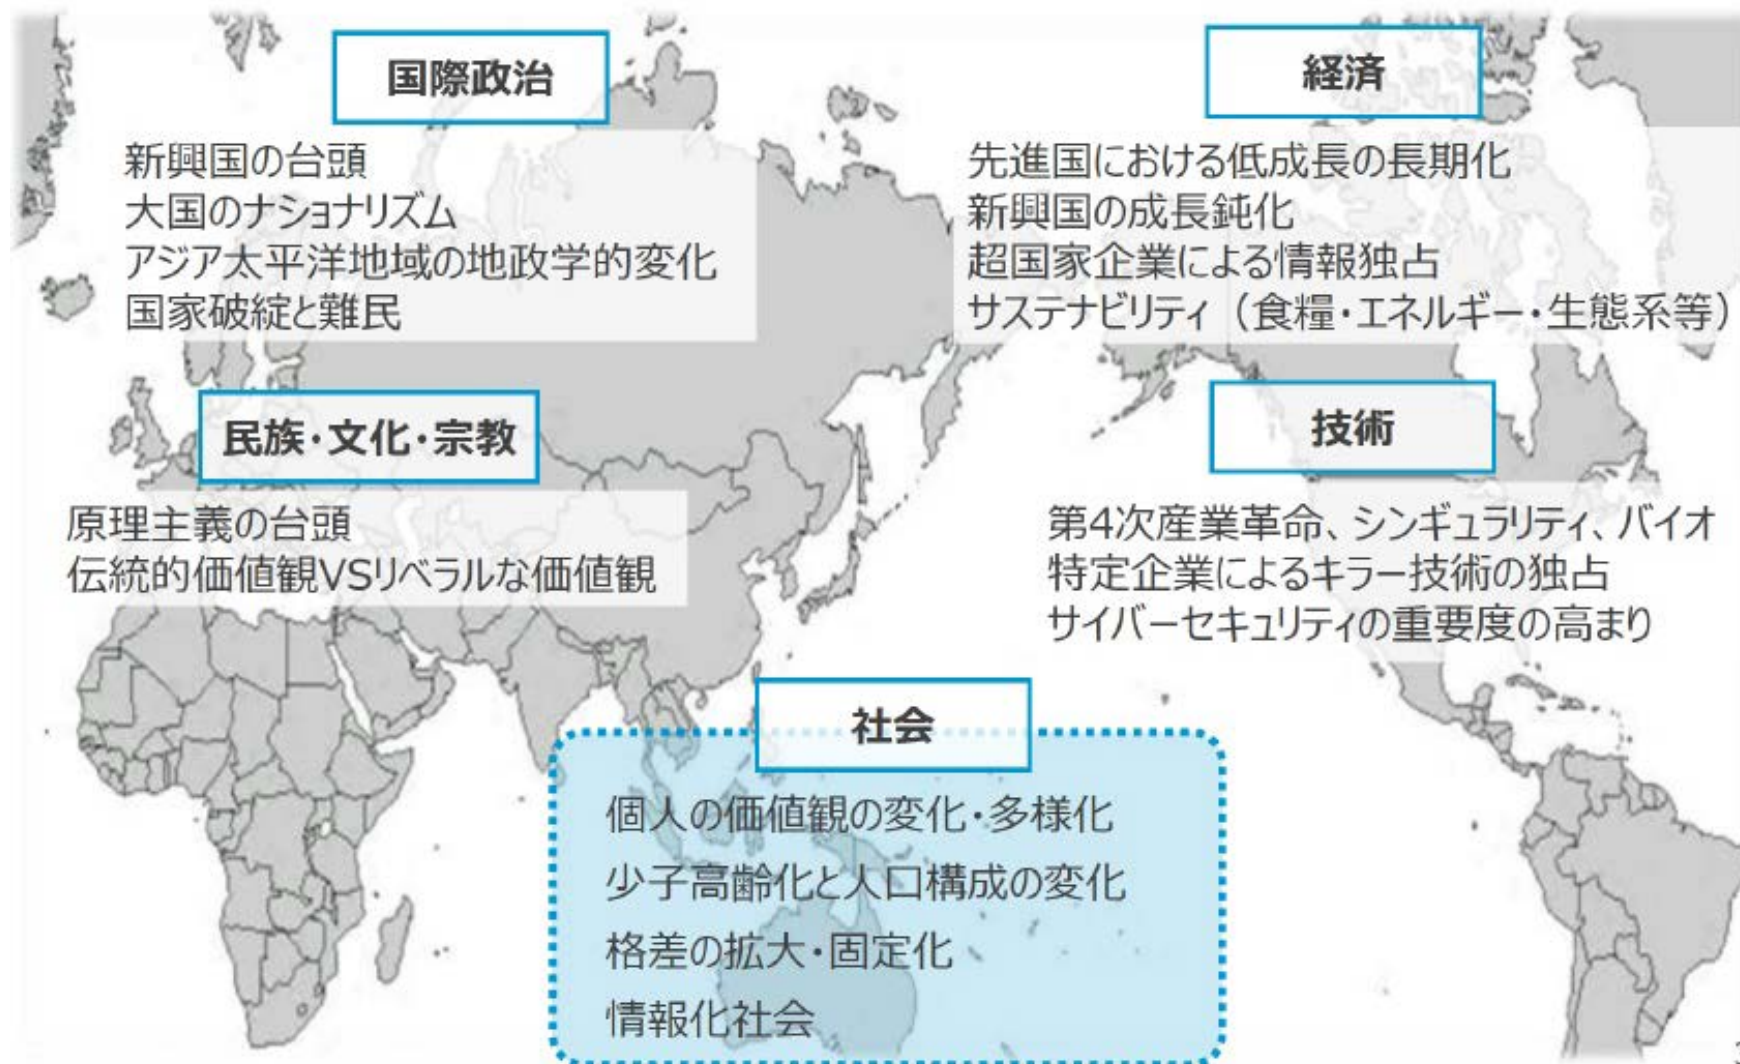 国際政治
新興国の台頭
大国のナショナリズム
アジア太平洋地域の地政学的変化
国家破綻と難民
経済
先進国における低成長の長期化
新興国の成長鈍化
超国家企業による情報独占
サステナビリティ（食糧・エネルギー・生態系等）
民族・文化・宗教
原理主義の台頭
伝統的価値観VSリベラルな価値観
技術
第4次産業革命、シンギュラリティ、バイオ
特定企業によるキラー技術の独占
サイバーセキュリティの重要度の高まり
社会
個人の価値観の変化・多様化
少子高齢化と人口構成の変化
格差の拡大・固定化
情報化社会